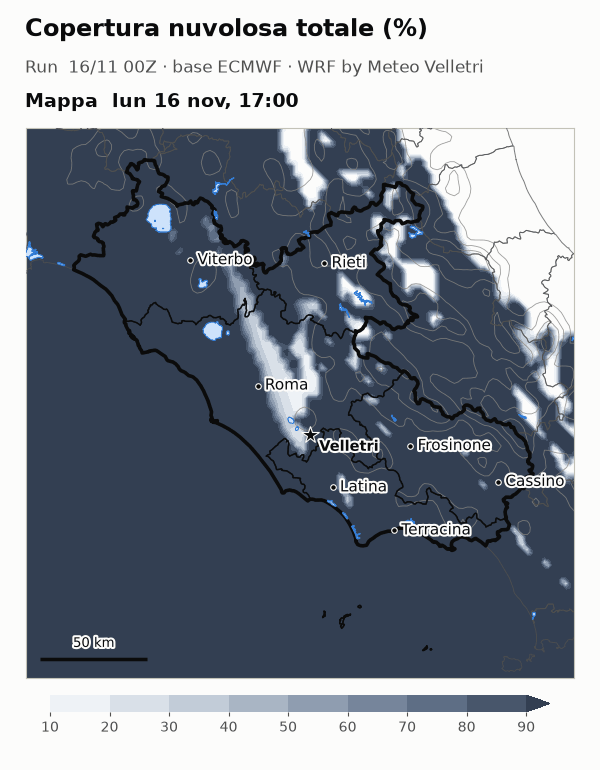 Copertura nuvolosa totale (%)
Run 16/11 00Z · base ECMWF · WRF by Meteo Velletri
Mappa lun 16 nov, 17:00
Viterbo
Rieti
Roma
Velletri
Frosinone
Cassino
Latina
Terracina
50 km
10 20 30 40 50 60 70 80 90